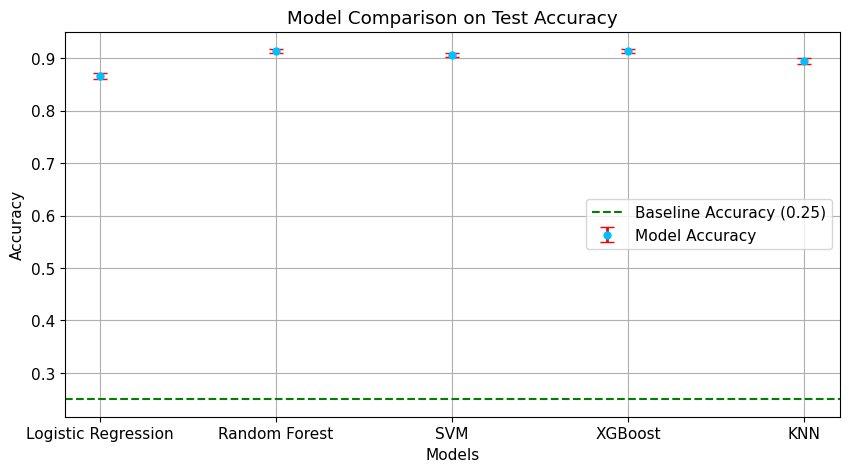 Model Comparison on Test Accuracy
Accuracy
0.9
0.8
0.7
0.6
0.5
0.4
0.3
Baseline Accuracy (0.25)
Model Accuracy
Logistic Regression
Random Forest
SVM
XGBoost
KNN
Models